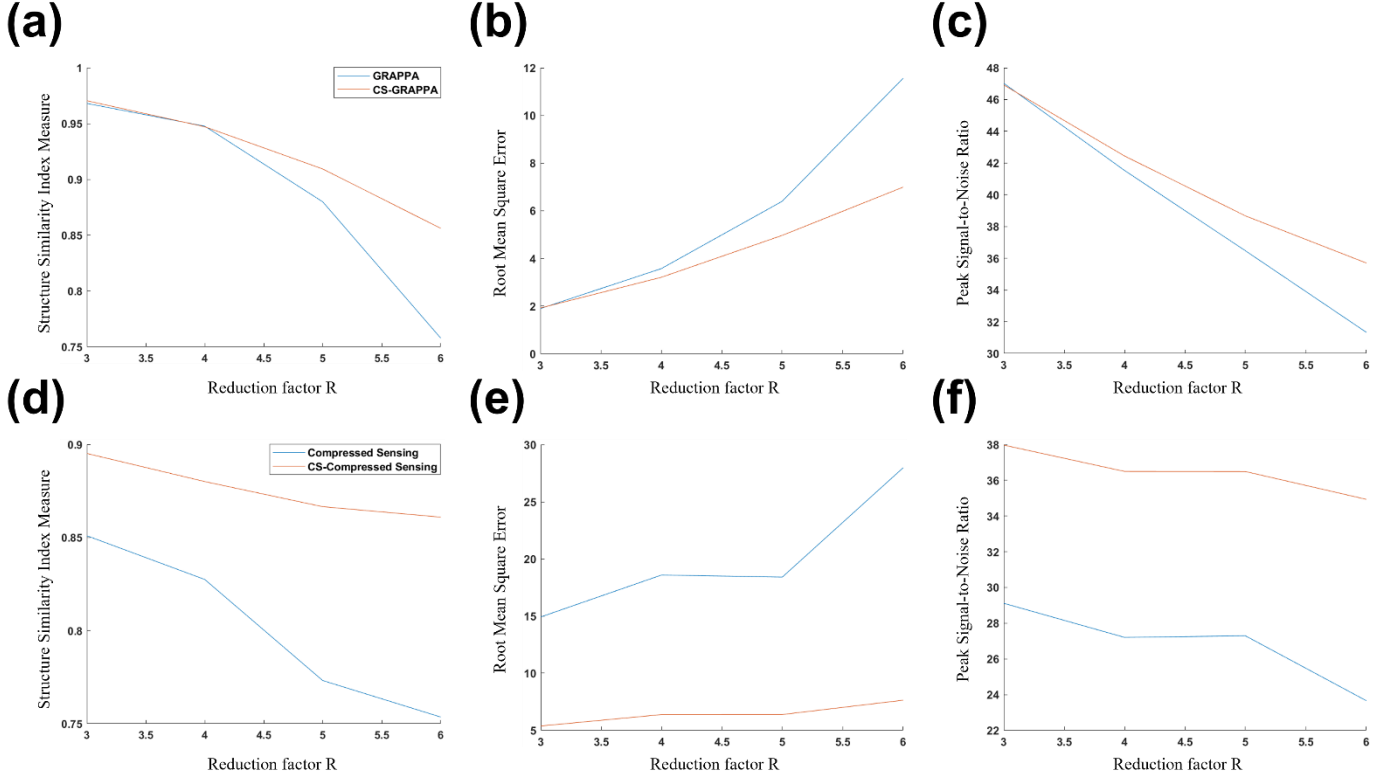 (a)
Structure Similarity Index Measure
1
0.95
0.9
0.85
0.8
0.75
3 3.5 4 4.5 5 5.5 6
Reduction factor R
GRAPPA
CS-GRAPPA
(b)
Root Mean Square Error
12
10
8
6
4
2
0
3 3.5 4 4.5 5 5.5 6
Reduction factor R
(c)
Peak Signal-to-Noise Ratio
48
46
44
42
40
38
36
34
32
30
3 3.5 4 4.5 5 5.5 6
Reduction factor R
(d)
Structure Similarity Index Measure
0.9
0.85
0.8
0.75
3 3.5 4 4.5 5 5.5 6
Reduction factor R
Compressed Sensing
CS-Compressed Sensing
(e)
Root Mean Square Error
30
25
20
15
10
5
3 3.5 4 4.5 5 5.5 6
Reduction factor R
(f)
Peak Signal-to-Noise Ratio
38
36
34
32
30
28
26
24
22
3 3.5 4 4.5 5 5.5 6
Reduction factor R